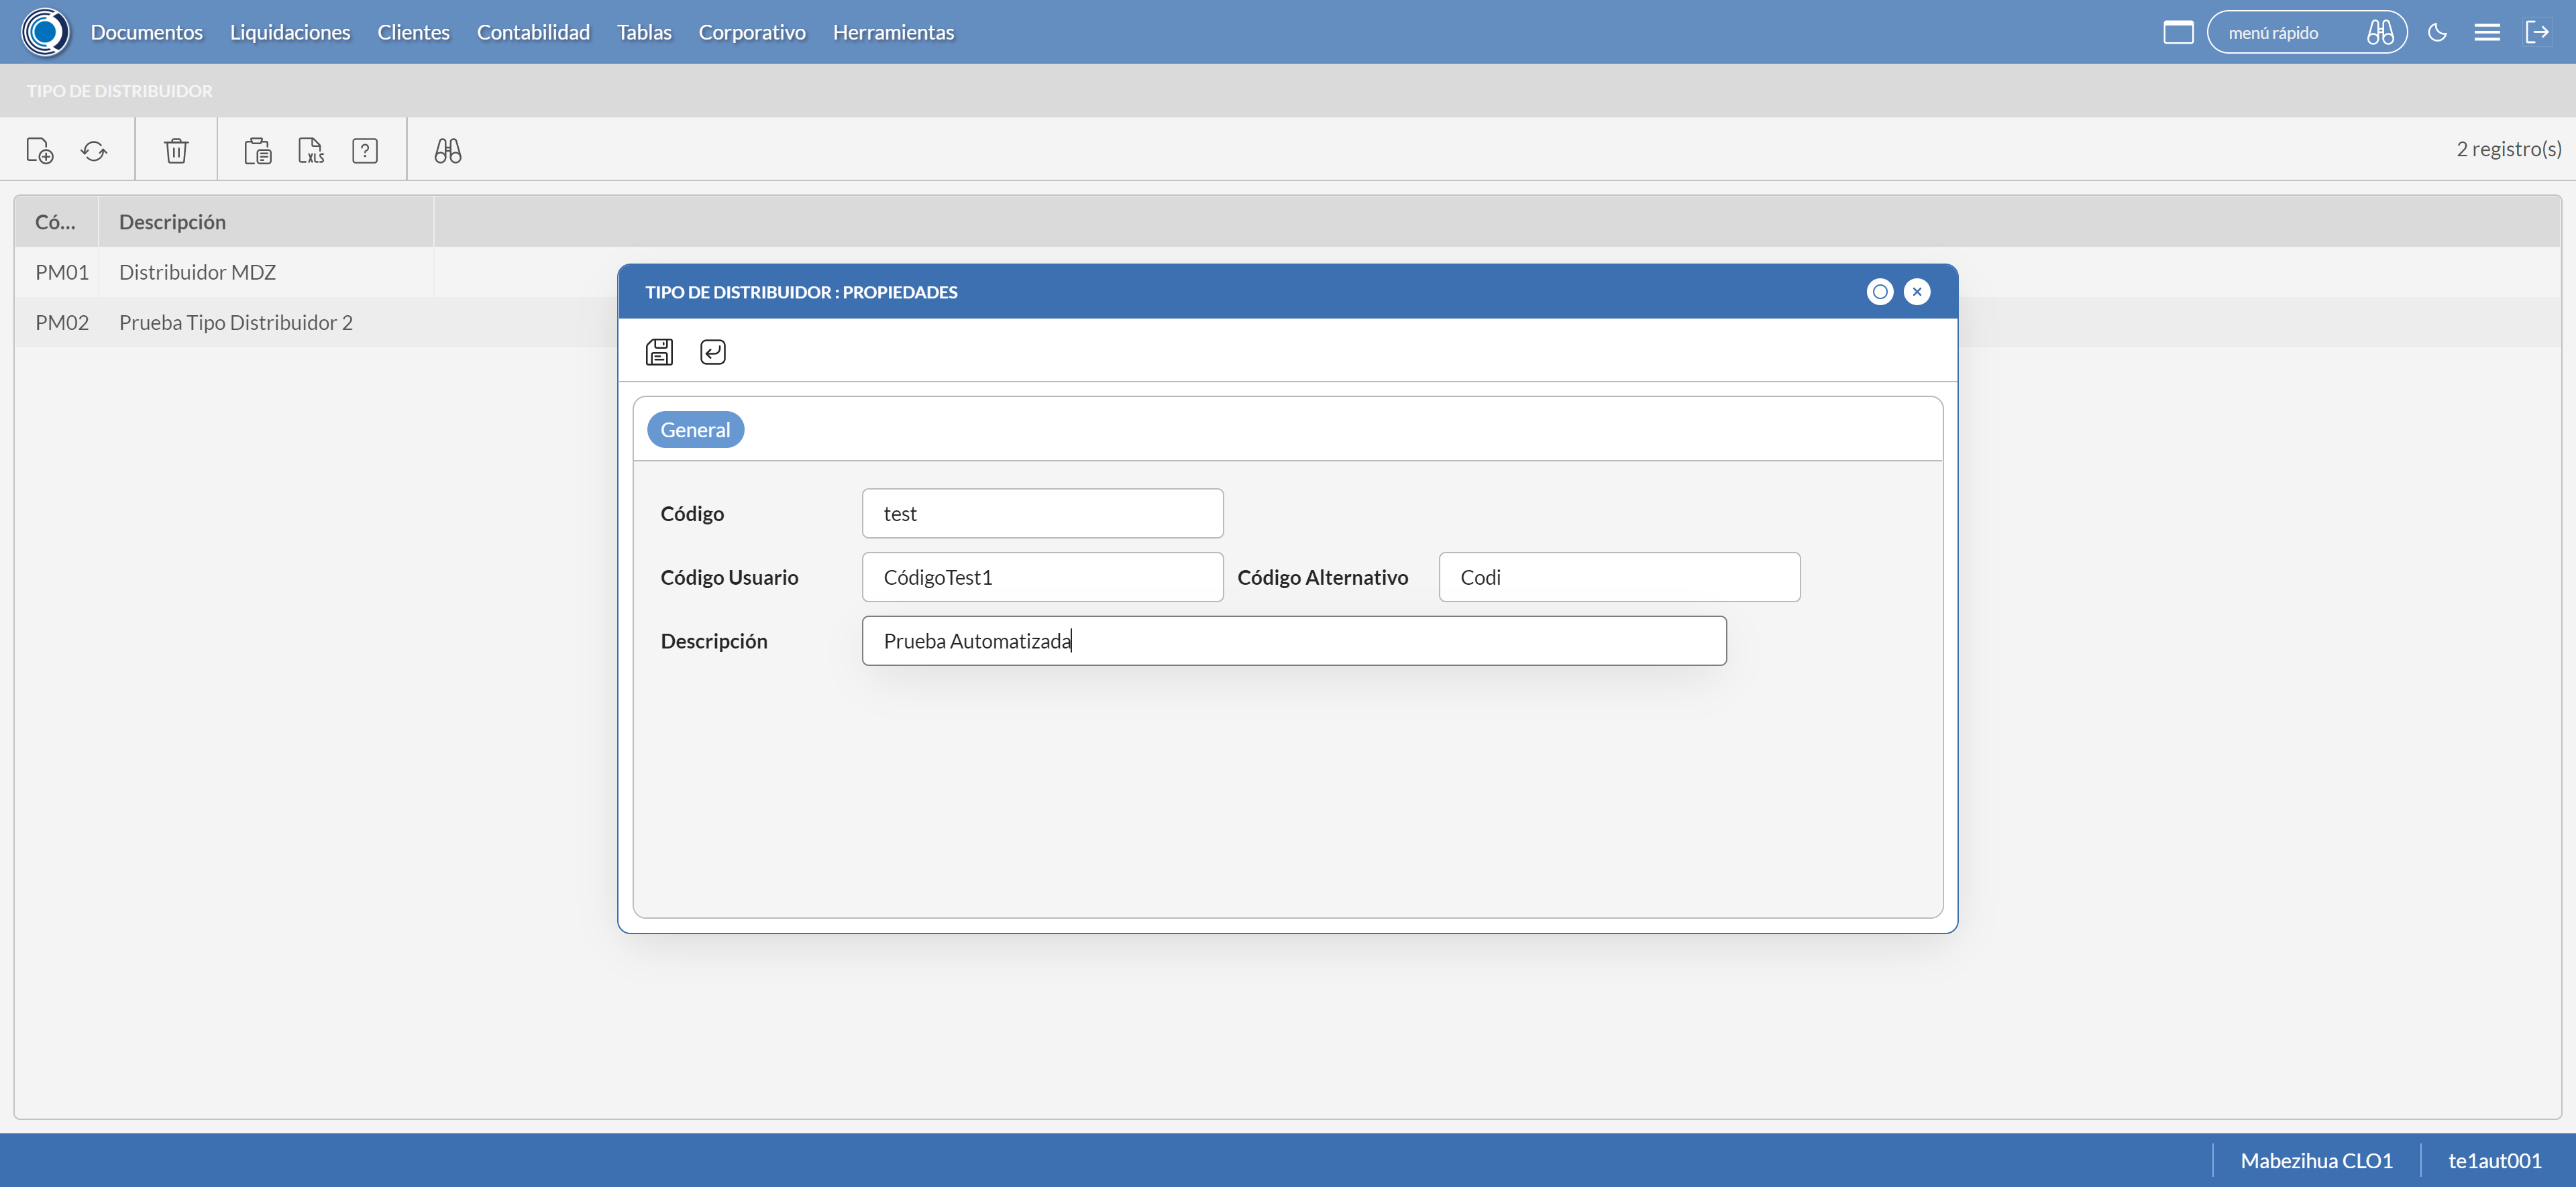 Documentos Liquidaciones Clientes Contabilidad Tablas Corporativo Herramientas menú rápido
TIPO DE DISTRIBUIDOR
XLS ? 2 registro(s)
Có... Descripción
PM01 Distribuidor MDZ
PM02 Prueba Tipo Distribuidor 2
TIPO DE DISTRIBUIDOR : PROPIEDADES
General
Código test
Código Usuario CódigoTest1 Código Alternativo Codi
Descripción Prueba Automatizada
Mabezihua CLO1 te1aut001